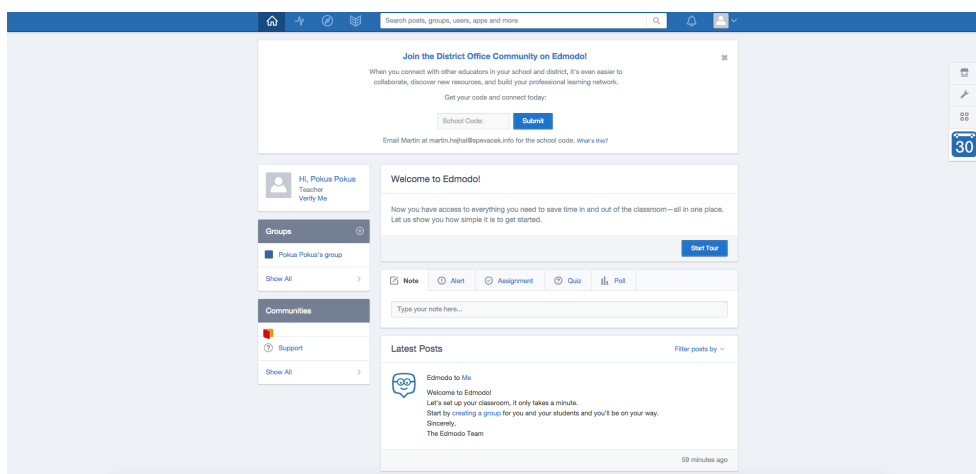 Search posts, groups, users, apps and more
Join the District Office Community on Edmodo!
When you connect with other educators in your school and district, it's even easier to
collaborate, discover new resources, and build your professional learning network.
Get your code and connect today:
School Code:
Submit
Email Martin at martin.hejhal@spevacek.info for the school code. What's this?
30
Hi, Pokus Pokus
Teacher
Verify Me
Groups
Pokus Pokus's group
Show All
Communities
Support
Show All
Welcome to Edmodo!
Now you have access to everything you need to save time in and out of the classroom—all in one place.
Let us show you how simple it is to get started.
Start Tour
Note Alert Assignment Quiz Poll
Type your note here...
Latest Posts Filter posts by
Edmodo to Me
Welcome to Edmodo!
Let's set up your classroom, it only takes a minute.
Start by creating a group for you and your students and you'll be on your way.
Sincerely,
The Edmodo Team
59 minutes ago